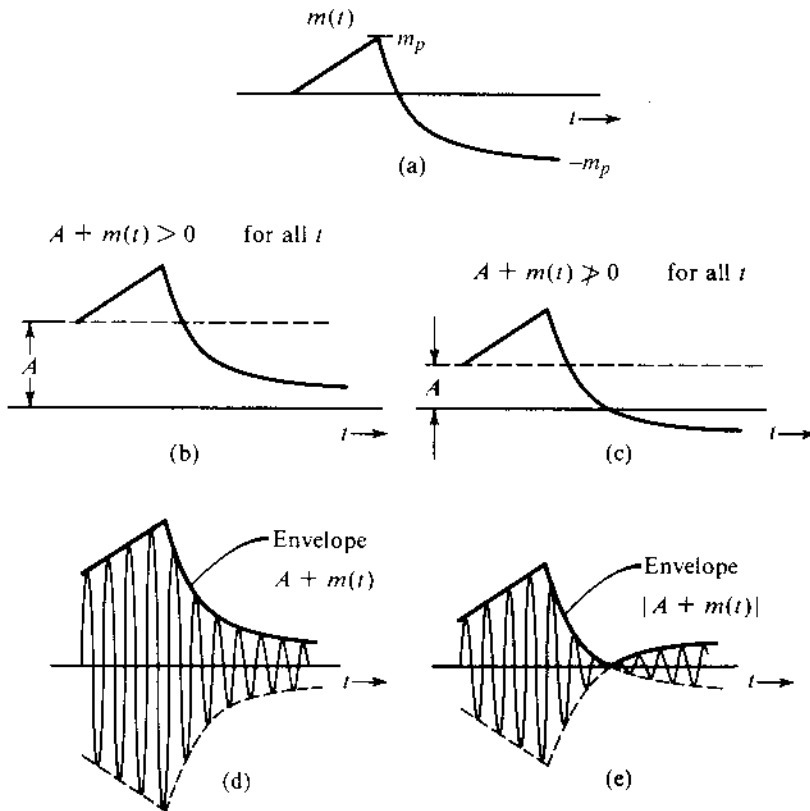 m(t)
m_p
t
−m_p
(a)
A + m(t) > 0 for all t
A
t
(b)
A + m(t) ≯ 0 for all t
A
t
(c)
Envelope
A + m(t)
t
(d)
Envelope
|A + m(t)|
t
(e)